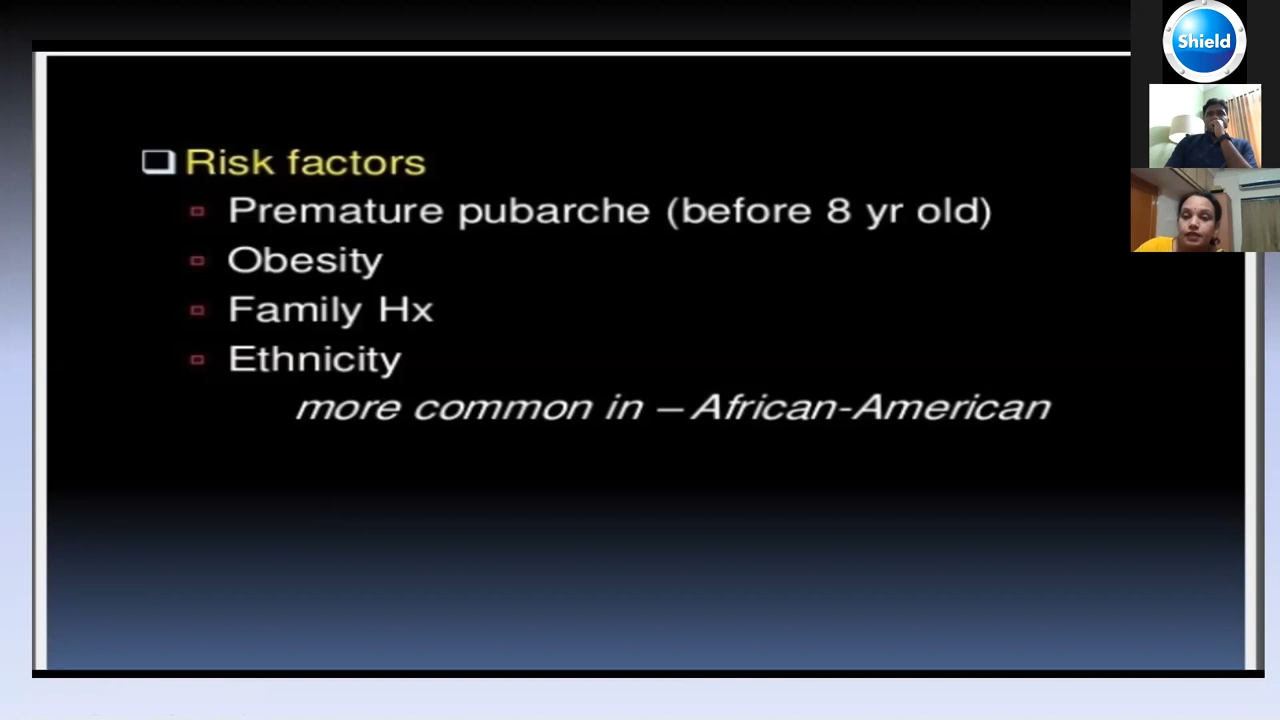 Shield
Risk factors
Premature pubarche (before 8 yr old)
Obesity
Family Hx
Ethnicity
more common in – African-American